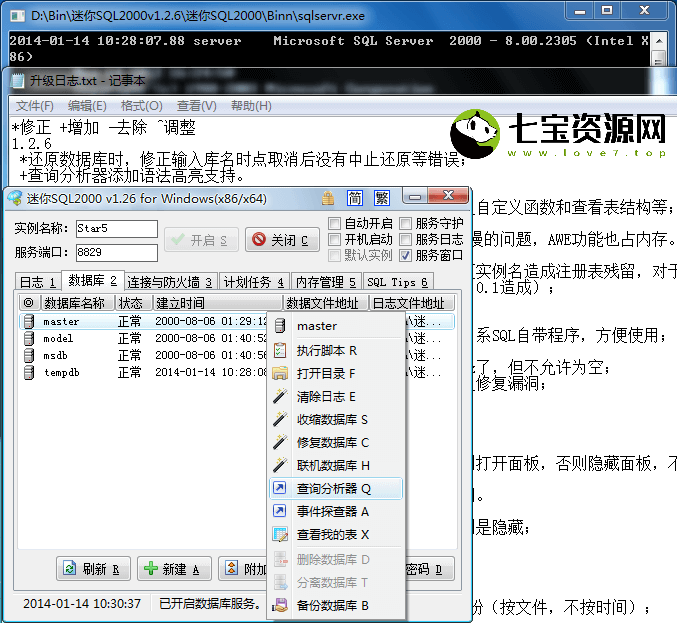 D:\Bin\迷你SQL2000v1.2.6\迷你SQL2000\Binn\sqlservr.exe
2014-01-14 10:28:07.88 server    Microsoft SQL Server  2000 - 8.00.2305 (Intel X
86)
升级日志.txt - 记事本
文件(F) 编辑(E) 格式(O) 查看(V) 帮助(H)
*修正 +增加 -去除 ^调整
1.2.6
*还原数据库时，修正输入库名时点取消后没有中止还原等错误；
+查询分析器添加语法高亮支持。
七宝资源网
www.love7.top
迷你SQL2000 v1.26 for Windows(x86/x64)
简 繁
自定义函数和查看表结构等；
实例名称： Star5
开启 S 关闭 C
自动开启 服务守护
开机启动 服务日志
默认实例 服务窗口
慢的问题，AWE功能也占内存。
服务端口： 8829
实例名造成注册表残留，对于
0.1造成）；
日志 1 数据库 2 连接与防火墙 3 计划任务 4 内存管理 5 SQL Tips 6
数据库名称 状态 建立时间 数据文件地址 日志文件地址
master 正常 2000-08-06 01:29:12 \迷...
model 正常 2000-08-06 01:40:52 \迷...
msdb 正常 2000-08-06 01:40:56 \迷...
tempdb 正常 2014-01-14 10:28:08 \迷...
系SQL自带程序，方便使用；
了，但不允许为空；
修复漏洞；
master
执行脚本 R
打开目录 F
清除日志 E
收缩数据库 S
修复数据库 C
联机数据库 H
查询分析器 Q
事件探查器 A
查看我的表 X
删除数据库 D
分离数据库 T
备份数据库 B
打开面板，否则隐藏面板，不
是隐藏；
刷新 R 新建 A 附加 密码 D
2014-01-14 10:30:37 已开启数据库服务。
份（按文件，不按时间）；